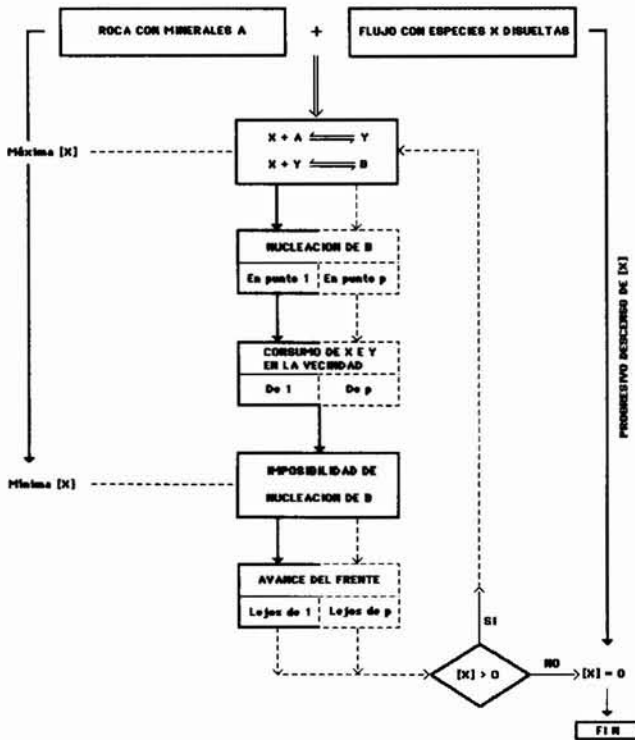 ROCA CON MINERALES A
+
FLUJO CON ESPECIES X DISUELTAS
Máxima [X]
X + A ⇌ Y
X + Y ⇌ B
NUCLEACION DE B
En punto 1
En punto p
CONSUMO DE X E Y
EN LA VECINDAD
De 1
De p
Mínima [X]
IMPOSIBILIDAD DE
NUCLEACION DE B
AVANCE DEL FRENTE
Lejos de 1
Lejos de p
PROGRESIVO DESCENSO DE [X]
SI
[X] > 0
NO
[X] = 0
FIN